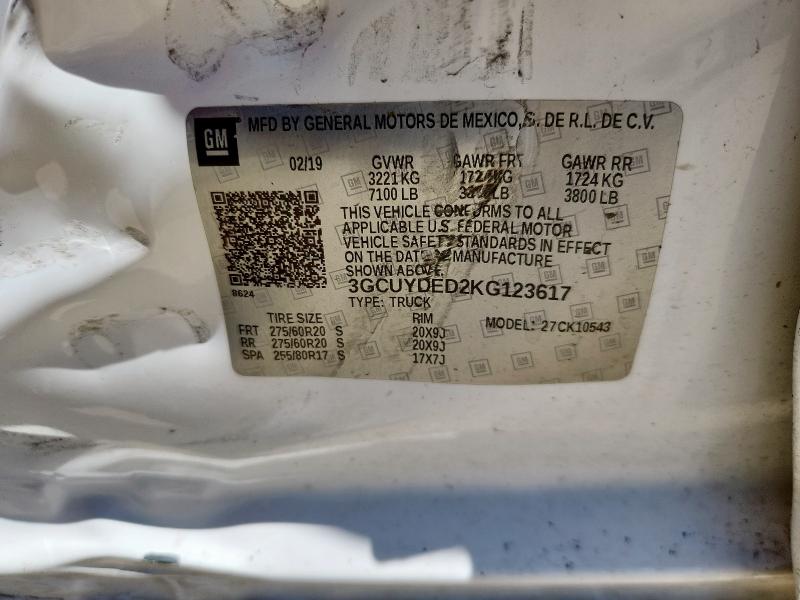 GM MFD BY GENERAL MOTORS DE MEXICO, S. DE R.L. DE C.V.
02/19 GVWR GAWR FRT GAWR RR
3221 KG 1724 KG 1724 KG
7100 LB LB 3800 LB
THIS VEHICLE CONFORMS TO ALL
APPLICABLE U.S. FEDERAL MOTOR
VEHICLE SAFETY STANDARDS IN EFFECT
ON THE DATE MANUFACTURE
SHOWN ABOVE.
8624
3GCUYDED2KG123617
TYPE: TRUCK
TIRE SIZE RIM MODEL: 27CK10543
FRT 275/60R20 S 20X9J
RR 275/60R20 S 20X9J
SPA 255/80R17 S 17X7J